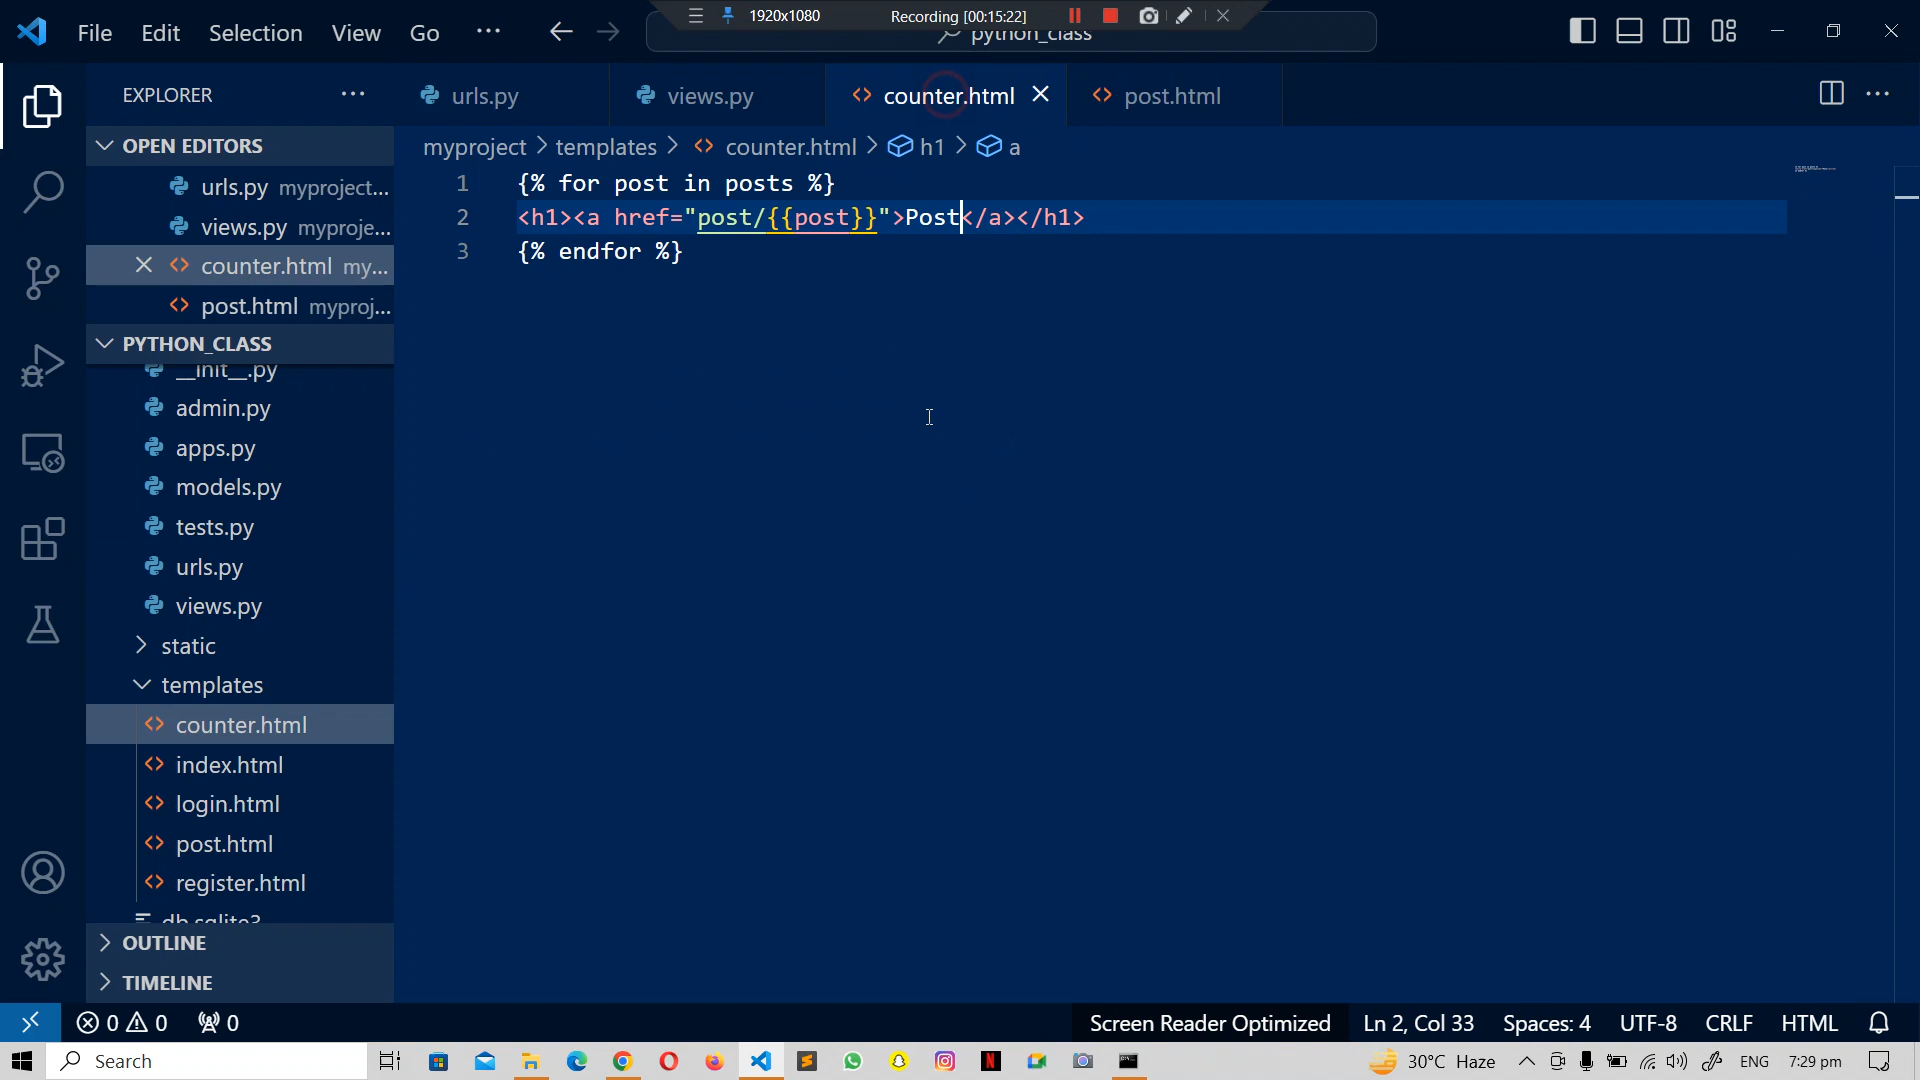 File Edit Selection View Go ··· python_class
1920x1080 Recording [00:15:22]
EXPLORER ···
urls.py views.py counter.html post.html
OPEN EDITORS
urls.py myproject...
views.py myproje...
counter.html my...
post.html myproj...
PYTHON_CLASS
__init__.py
admin.py
apps.py
models.py
tests.py
urls.py
views.py
static
templates
counter.html
index.html
login.html
post.html
register.html
db.sqlite3
OUTLINE
TIMELINE
myproject > templates > counter.html > h1 > a
1 {% for post in posts %}
2 <h1><a href="post/{{post}}">Post</a></h1>
3 {% endfor %}
0 0 0
Screen Reader Optimized Ln 2, Col 33 Spaces: 4 UTF-8 CRLF HTML
Search 30°C Haze ENG 7:29 pm